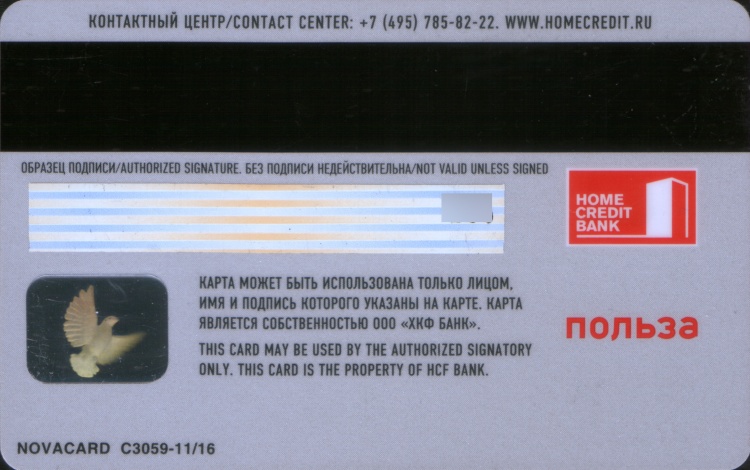 КОНТАКТНЫЙ ЦЕНТР/CONTACT CENTER: +7 (495) 785-82-22. WWW.HOMECREDIT.RU
ОБРАЗЕЦ ПОДПИСИ/AUTHORIZED SIGNATURE. БЕЗ ПОДПИСИ НЕДЕЙСТВИТЕЛЬНА/NOT VALID UNLESS SIGNED
HOME
CREDIT
BANK
КАРТА МОЖЕТ БЫТЬ ИСПОЛЬЗОВАНА ТОЛЬКО ЛИЦОМ,
ИМЯ И ПОДПИСЬ КОТОРОГО УКАЗАНЫ НА КАРТЕ. КАРТА
ЯВЛЯЕТСЯ СОБСТВЕННОСТЬЮ ООО «ХКФ БАНК».
польза
THIS CARD MAY BE USED BY THE AUTHORIZED SIGNATORY
ONLY. THIS CARD IS THE PROPERTY OF HCF BANK.
NOVACARD C3059-11/16